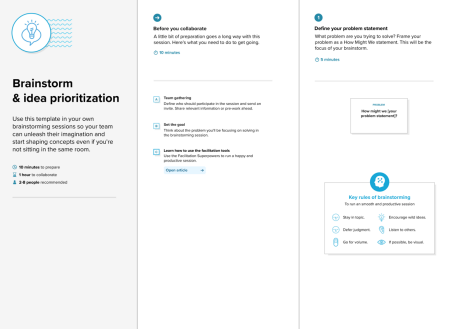 Brainstorm
& idea prioritization
Use this template in your own
brainstorming sessions so your team
can unleash their imagination and
start shaping concepts even if you're
not sitting in the same room.
10 minutes to prepare
1 hour to collaborate
2-8 people recommended
Before you collaborate
A little bit of preparation goes a long way with this
session. Here's what you need to do to get going.
10 minutes
A
Team gathering
Define who should participate in the session and send an
invite. Share relevant information or pre-work ahead.
B
Set the goal
Think about the problem you'll be focusing on solving in
the brainstorming session.
C
Learn how to use the facilitation tools
Use the Facilitation Superpowers to run a happy and
productive session.
Open article
1
Define your problem statement
What problem are you trying to solve? Frame your
problem as a How Might We statement. This will be the
focus of your brainstorm.
5 minutes
PROBLEM
How might we [your
problem statement]?
Key rules of brainstorming
To run an smooth and productive session
Stay in topic.
Encourage wild ideas.
Defer judgment.
Listen to others.
Go for volume.
If possible, be visual.